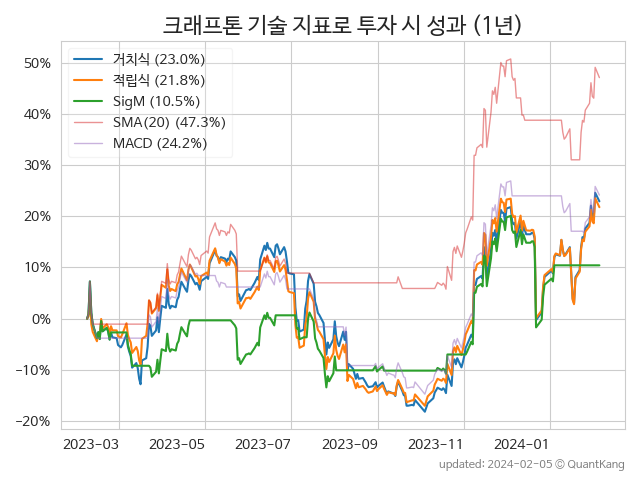 크래프톤 기술 지표로 투자 시 성과 (1년)
거치식 (23.0%)
적립식 (21.8%)
SigM (10.5%)
SMA(20) (47.3%)
MACD (24.2%)
50%
40%
30%
20%
10%
0%
−10%
−20%
2023-03 2023-05 2023-07 2023-09 2023-11 2024-01
updated: 2024-02-05 © QuantKang